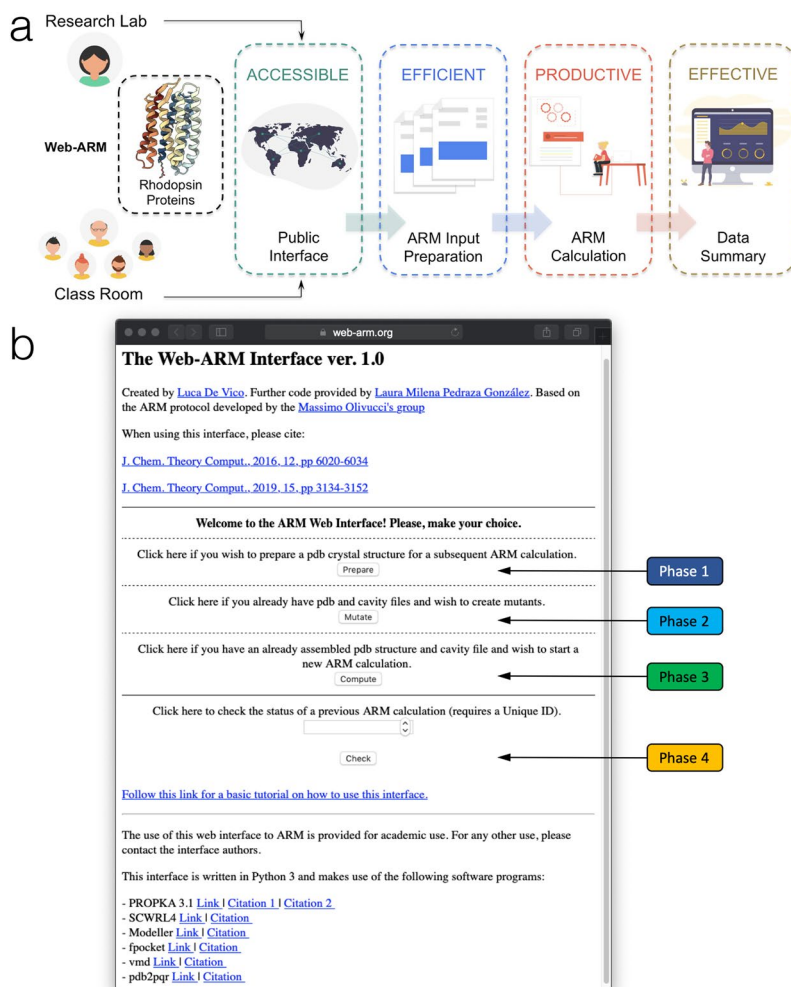 a
Research Lab
Web-ARM
Rhodopsin
Proteins
Class Room
ACCESSIBLE
Public
Interface
EFFICIENT
ARM Input
Preparation
PRODUCTIVE
ARM
Calculation
EFFECTIVE
Data
Summary
b
web-arm.org
The Web-ARM Interface ver. 1.0
Created by Luca De Vico. Further code provided by Laura Milena Pedraza González. Based on
the ARM protocol developed by the Massimo Olivucci's group
When using this interface, please cite:
J. Chem. Theory Comput., 2016, 12, pp 6020-6034
J. Chem. Theory Comput., 2019, 15, pp 3134-3152
Welcome to the ARM Web Interface! Please, make your choice.
Click here if you wish to prepare a pdb crystal structure for a subsequent ARM calculation.
Prepare
Phase 1
Click here if you already have pdb and cavity files and wish to create mutants.
Mutate
Phase 2
Click here if you have an already assembled pdb structure and cavity file and wish to start a
new ARM calculation.
Compute
Phase 3
Click here to check the status of a previous ARM calculation (requires a Unique ID).
Check
Phase 4
Follow this link for a basic tutorial on how to use this interface.
The use of this web interface to ARM is provided for academic use. For any other use, please
contact the interface authors.
This interface is written in Python 3 and makes use of the following software programs:
- PROPKA 3.1 Link | Citation 1 | Citation 2
- SCWRL4 Link | Citation
- Modeller Link | Citation
- fpocket Link | Citation
- vmd Link | Citation
- pdb2pqr Link | Citation